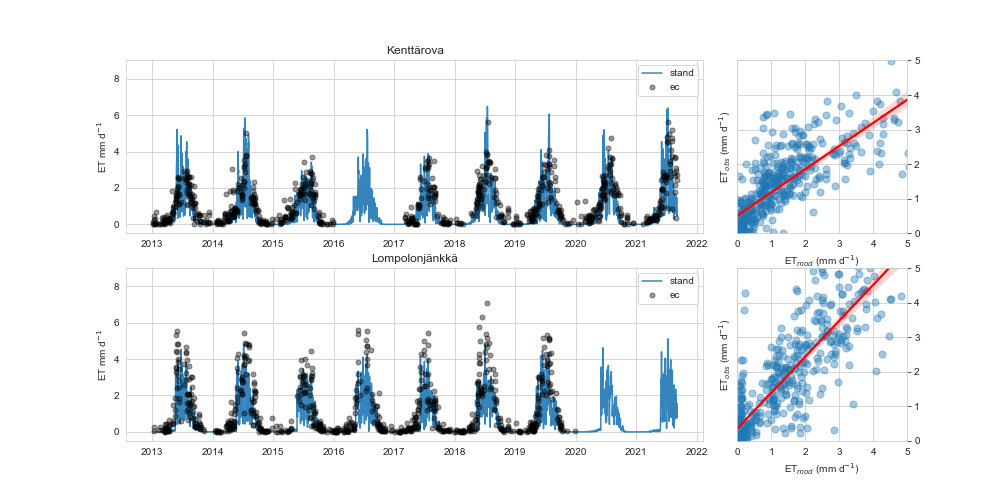 Kenttärova
8
6
4
2
0
ET mm d⁻¹
stand
ec
2013 2014 2015 2016 2017 2018 2019 2020 2021 2022
5
4
3
2
1
0
ET_obs (mm d⁻¹)
0 1 2 3 4 5
ET_mod (mm d⁻¹)
Lompolonjänkkä
8
6
4
2
0
ET mm d⁻¹
stand
ec
2013 2014 2015 2016 2017 2018 2019 2020 2021 2022
5
4
3
2
1
0
ET_obs (mm d⁻¹)
0 1 2 3 4 5
ET_mod (mm d⁻¹)